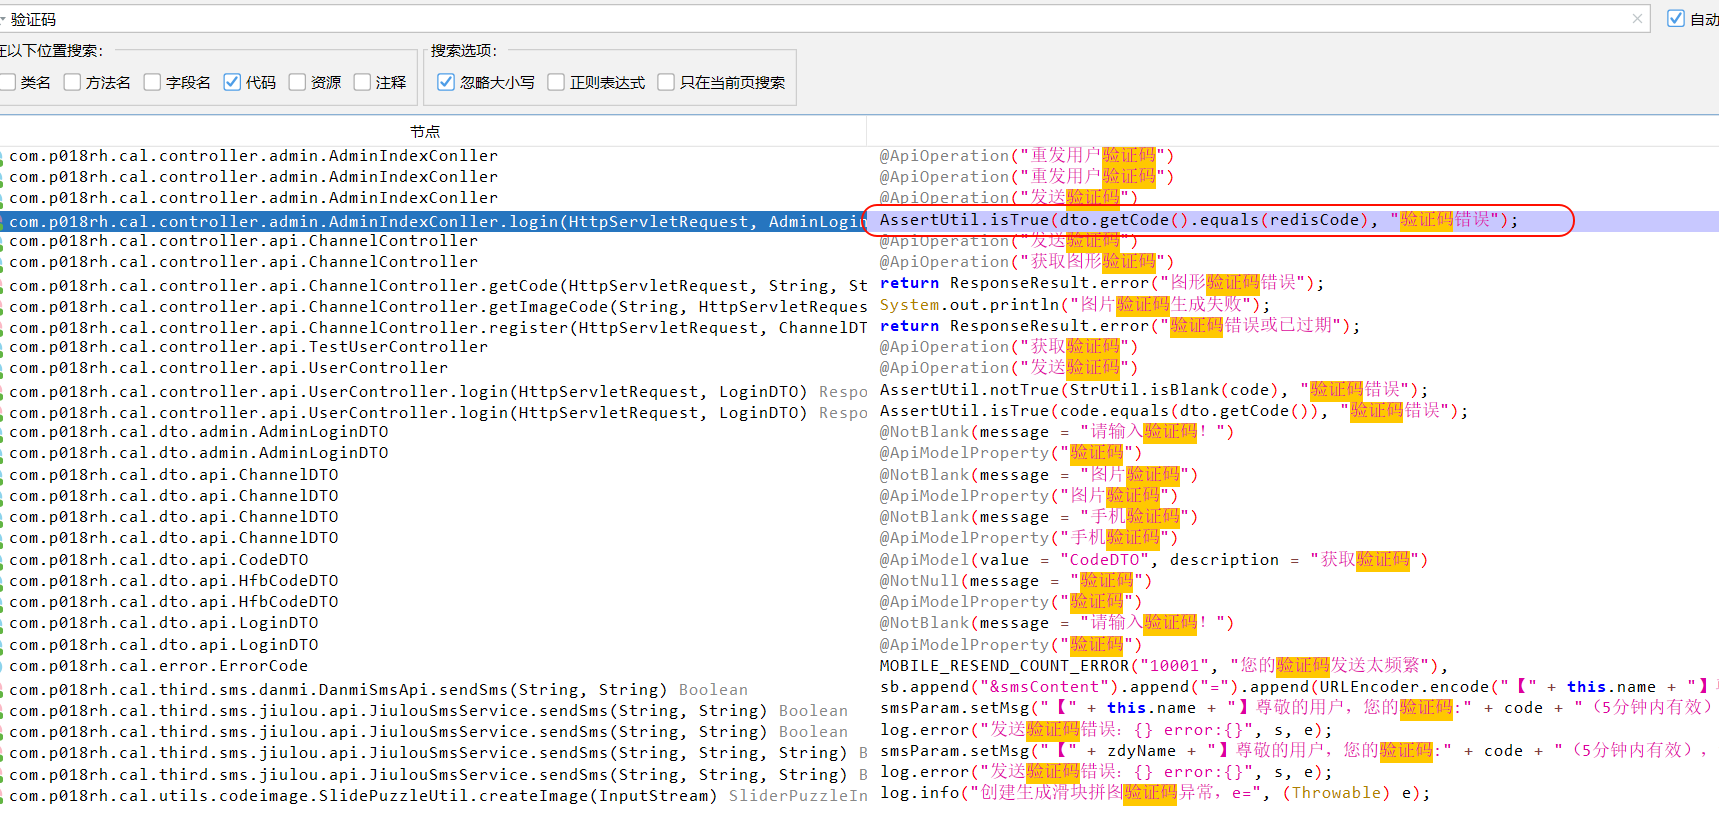 验证码
自动
在以下位置搜索:
搜索选项:
类名 方法名 字段名 代码 资源 注释
忽略大小写 正则表达式 只在当前页搜索
节点
com.p018rh.cal.controller.admin.AdminIndexConller @ApiOperation("重发用户验证码")
com.p018rh.cal.controller.admin.AdminIndexConller @ApiOperation("重发用户验证码")
com.p018rh.cal.controller.admin.AdminIndexConller @ApiOperation("发送验证码")
com.p018rh.cal.controller.admin.AdminIndexConller.login(HttpServletRequest, AdminLogin AssertUtil.isTrue(dto.getCode().equals(redisCode), "验证码错误");
com.p018rh.cal.controller.api.ChannelController @ApiOperation("发送验证码")
com.p018rh.cal.controller.api.ChannelController @ApiOperation("获取图形验证码")
com.p018rh.cal.controller.api.ChannelController.getCode(HttpServletRequest, String, St return ResponseResult.error("图形验证码错误");
com.p018rh.cal.controller.api.ChannelController.getImageCode(String, HttpServletReques System.out.println("图片验证码生成失败");
com.p018rh.cal.controller.api.ChannelController.register(HttpServletRequest, ChannelDT return ResponseResult.error("验证码错误或已过期");
com.p018rh.cal.controller.api.TestUserController @ApiOperation("获取验证码")
com.p018rh.cal.controller.api.UserController @ApiOperation("发送验证码")
com.p018rh.cal.controller.api.UserController.login(HttpServletRequest, LoginDTO) Respo AssertUtil.notTrue(StrUtil.isBlank(code), "验证码错误");
com.p018rh.cal.controller.api.UserController.login(HttpServletRequest, LoginDTO) Respo AssertUtil.isTrue(code.equals(dto.getCode()), "验证码错误");
com.p018rh.cal.dto.admin.AdminLoginDTO @NotBlank(message = "请输入验证码！")
com.p018rh.cal.dto.admin.AdminLoginDTO @ApiModelProperty("验证码")
com.p018rh.cal.dto.api.ChannelDTO @NotBlank(message = "图片验证码")
com.p018rh.cal.dto.api.ChannelDTO @ApiModelProperty("图片验证码")
com.p018rh.cal.dto.api.ChannelDTO @NotBlank(message = "手机验证码")
com.p018rh.cal.dto.api.ChannelDTO @ApiModelProperty("手机验证码")
com.p018rh.cal.dto.api.CodeDTO @ApiModel(value = "CodeDTO", description = "获取验证码")
com.p018rh.cal.dto.api.HfbCodeDTO @NotNull(message = "验证码")
com.p018rh.cal.dto.api.HfbCodeDTO @ApiModelProperty("验证码")
com.p018rh.cal.dto.api.LoginDTO @NotBlank(message = "请输入验证码！")
com.p018rh.cal.dto.api.LoginDTO @ApiModelProperty("验证码")
com.p018rh.cal.error.ErrorCode MOBILE_RESEND_COUNT_ERROR("10001", "您的验证码发送太频繁"),
com.p018rh.cal.third.sms.danmi.DanmiSmsApi.sendSms(String, String) Boolean sb.append("&smsContent").append("=").append(URLEncoder.encode("【" + this.name + "】
com.p018rh.cal.third.sms.jiulou.api.JiulouSmsService.sendSms(String, String) Boolean smsParam.setMsg("【" + this.name + "】尊敬的用户，您的验证码:" + code + "（5分钟内有效）
com.p018rh.cal.third.sms.jiulou.api.JiulouSmsService.sendSms(String, String) Boolean log.error("发送验证码错误：{} error:{}", s, e);
com.p018rh.cal.third.sms.jiulou.api.JiulouSmsService.sendSms(String, String, String) B smsParam.setMsg("【" + zdyName + "】尊敬的用户，您的验证码:" + code + "（5分钟内有效），
com.p018rh.cal.third.sms.jiulou.api.JiulouSmsService.sendSms(String, String, String) B log.error("发送验证码错误：{} error:{}", s, e);
com.p018rh.cal.utils.codeimage.SlidePuzzleUtil.createImage(InputStream) SliderPuzzleIn log.info("创建生成滑块拼图验证码异常，e=", (Throwable) e);